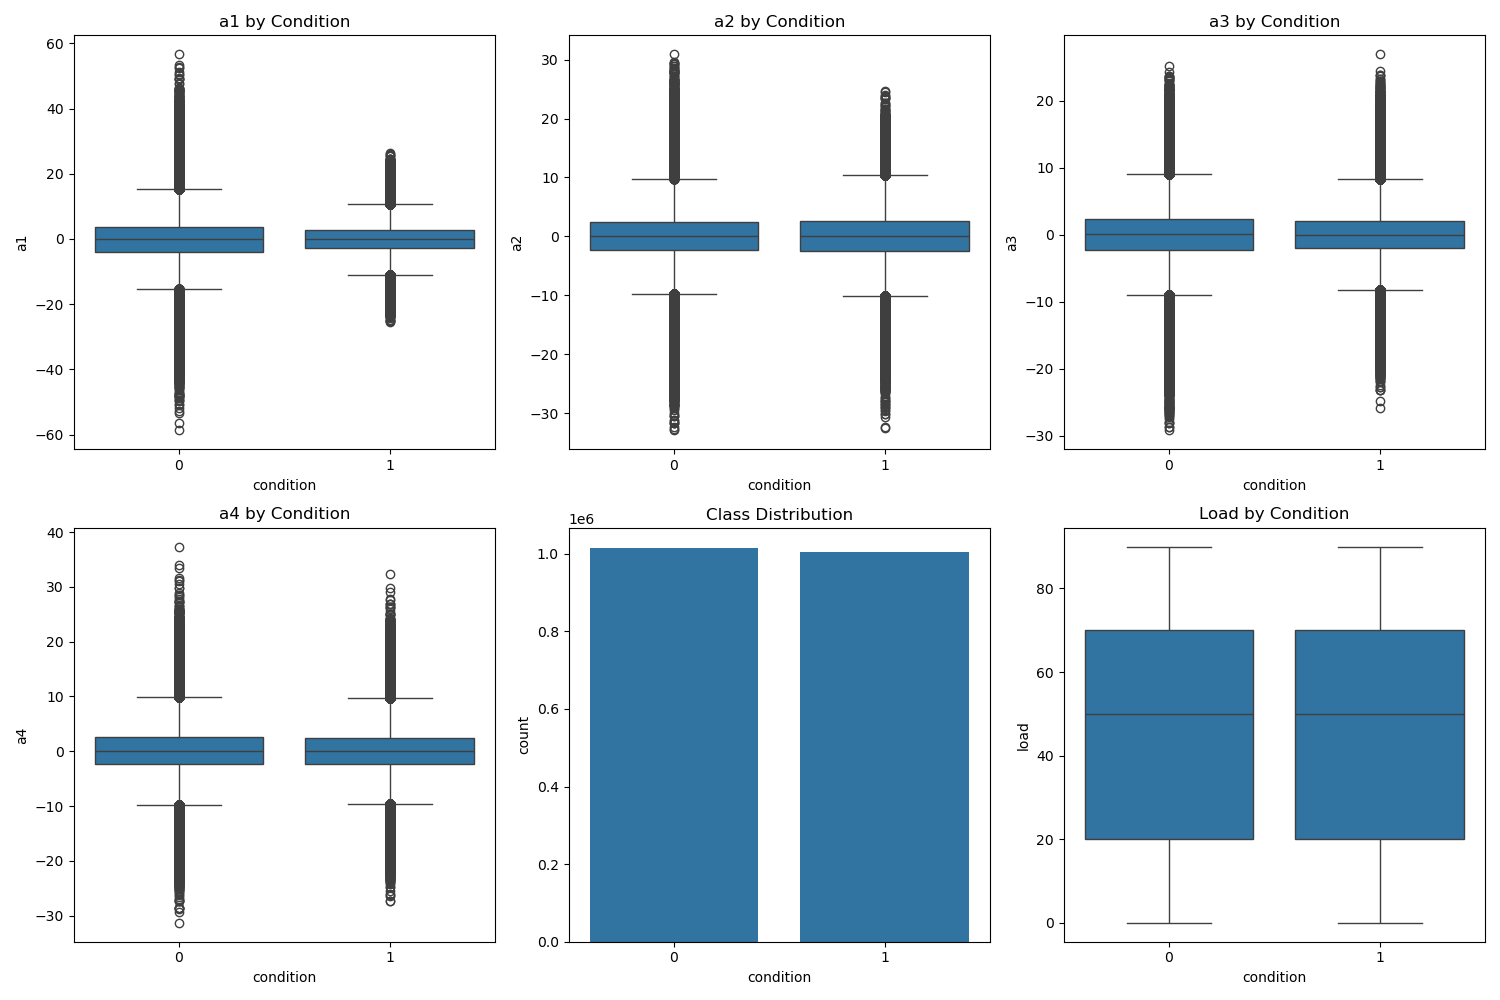 a1 by Condition
60
40
20
0
−20
−40
−60
a1
0 1
condition
a2 by Condition
30
20
10
0
−10
−20
−30
a2
0 1
condition
a3 by Condition
20
10
0
−10
−20
−30
a3
0 1
condition
a4 by Condition
40
30
20
10
0
−10
−20
−30
a4
0 1
condition
Class Distribution
1e6
1.0
0.8
0.6
0.4
0.2
0.0
count
0 1
condition
Load by Condition
80
60
40
20
0
load
0 1
condition